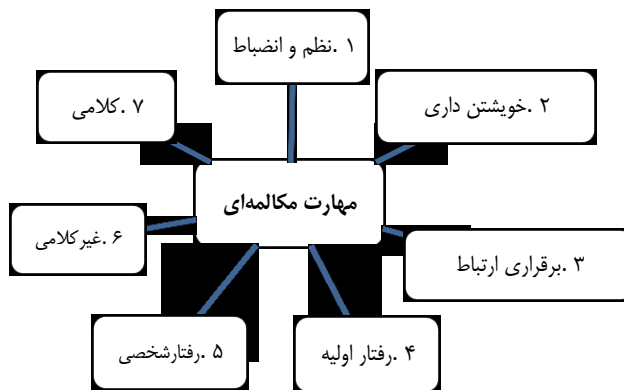 ۱ .نظم و انضباط
۲ .خویشتن داری
۳ .برقراری ارتباط
۴ .رفتار اولیه
۵ .رفتارشخصی
۶ .غیرکلامی
۷ .کلامی
مهارت مکالمه‌ای